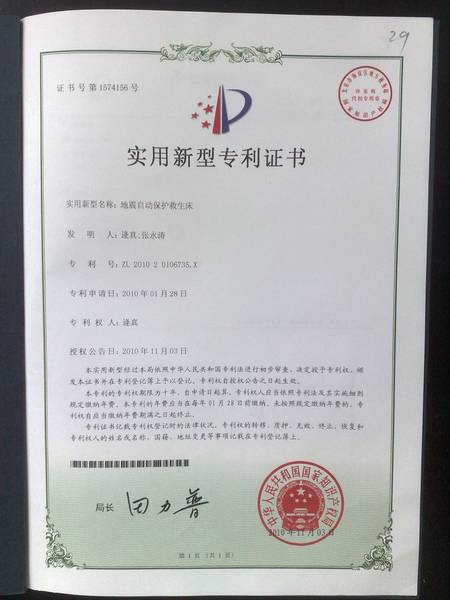 29
证书号第1574156号
实用新型专利证书
实用新型名称：地震自动保护救生床
发 明 人：逄真;张永涛
专 利 号：ZL 2010 2 0106735.X
专利申请日：2010年01月28日
专 利 权 人：逄真
授权公告日：2010年11月03日
本实用新型经过本局依照中华人民共和国专利法进行初步审查，决定授予专利权，颁
发本证书并在专利登记簿上予以登记。专利权自授权公告之日起生效。
本专利的专利权期限为十年，自申请日起算。专利权人应当依照专利法及其实施细则
规定缴纳年费。本专利的年费应当在每年01月28日前缴纳。未按照规定缴纳年费的，专利
权自应当缴纳年费期满之日起终止。
专利证书记载专利权登记时的法律状况。专利权的转移、质押、无效、终止、恢复和
专利权人的姓名或名称、国籍、地址变更等事项记载在专利登记簿上。
局长 田力普
中华人民共和国国家知识产权局
2010年11月03日
第1页（共1页）